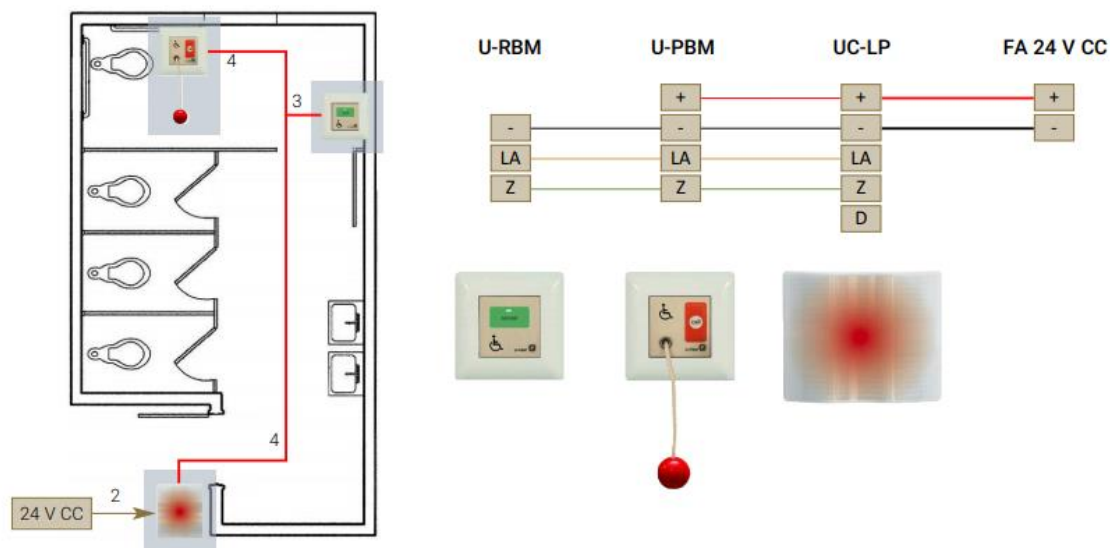 4
3
4
2
24 V CC
U-RBM U-PBM UC-LP FA 24 V CC
+ + +
- - - -
LA LA LA
Z Z Z
D